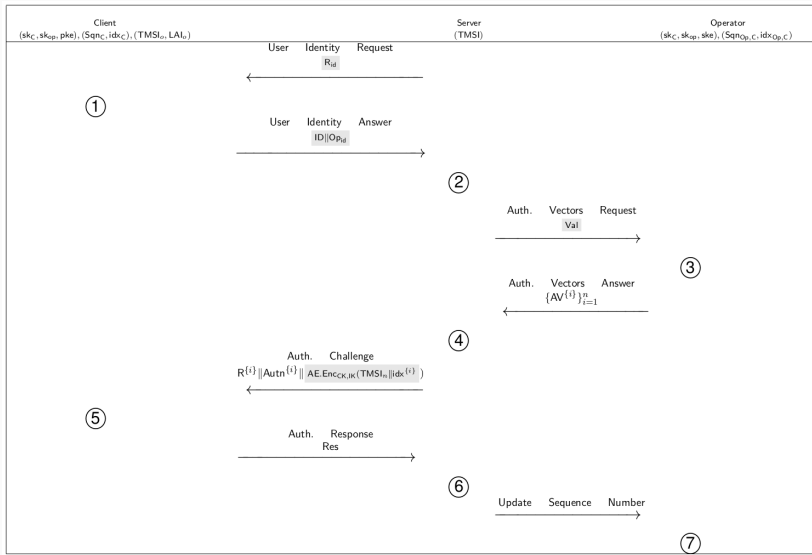 Client Server Operator
(sk_C, sk_op, pke), (Sqn_C, idx_C), (TMSI_o, LAI_o) (TMSI) (sk_C, sk_op, ske), (Sqn_Op,C, idx_Op,C)
User Identity Request
R_id
①
User Identity Answer
ID‖Op_id
②
Auth. Vectors Request
Val
③
Auth. Vectors Answer
{AV^{i}}_{i=1}^n
④
Auth. Challenge
R^{i}‖Autn^{i}‖ AE.Enc_CK,IK(TMSI_n‖idx^{i} )
⑤
Auth. Response
Res
⑥
Update Sequence Number
⑦